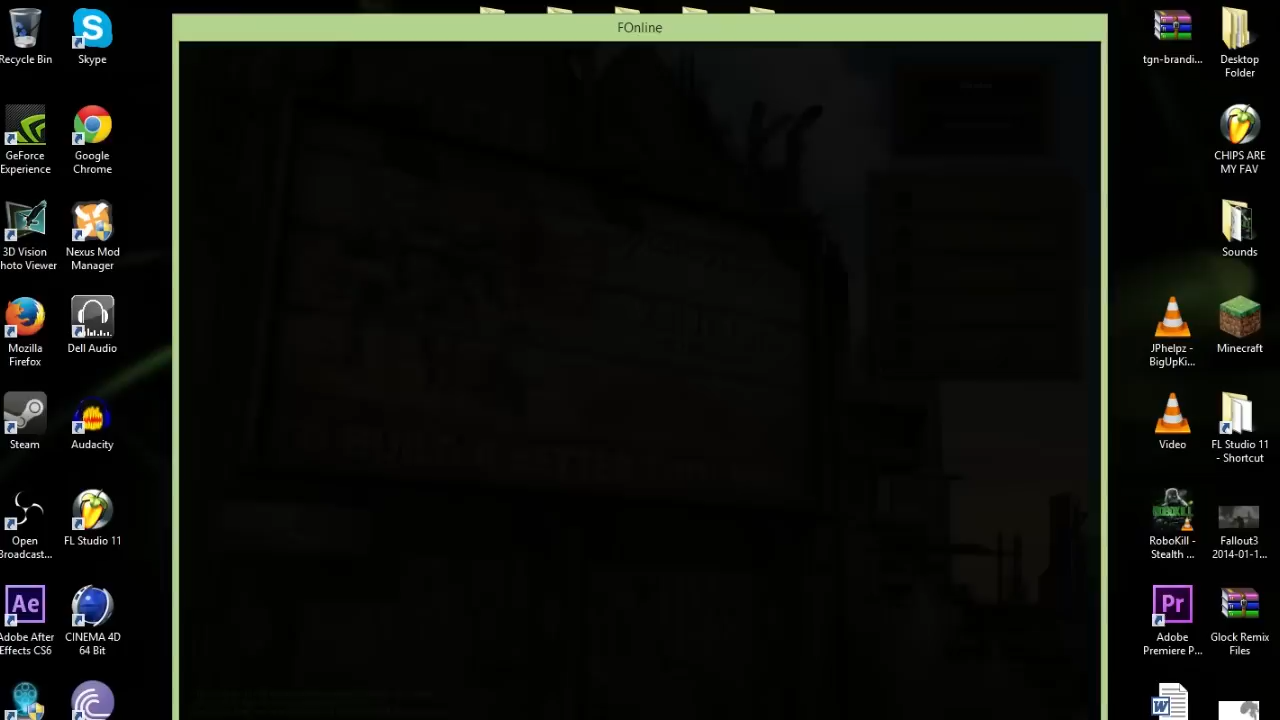 FOnline
Recycle Bin
Skype
GeForce
Experience
Google
Chrome
3D Vision
hoto Viewer
Nexus Mod
Manager
Mozilla
Firefox
Dell Audio
Steam
Audacity
Open
Broadcast...
FL Studio 11
Ae
Adobe After
Effects CS6
CINEMA 4D
64 Bit
tgn-brandi...
Desktop
Folder
CHIPS ARE
MY FAV
Sounds
JPhelpz -
BigUpKi...
Minecraft
Video
FL Studio 11
- Shortcut
ROBOKILL
RoboKill -
Stealth ...
Fallout3
2014-01-1...
Pr
Adobe
Premiere P...
Glock Remix
Files